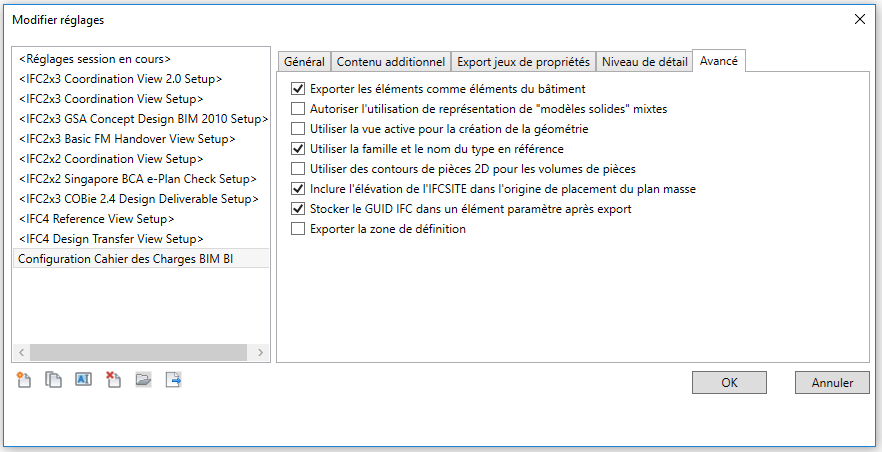 Modifier réglages
<Réglages session en cours>
<IFC2x3 Coordination View 2.0 Setup>
<IFC2x3 Coordination View Setup>
<IFC2x3 GSA Concept Design BIM 2010 Setup>
<IFC2x3 Basic FM Handover View Setup>
<IFC2x2 Coordination View Setup>
<IFC2x2 Singapore BCA e-Plan Check Setup>
<IFC2x3 COBie 2.4 Design Deliverable Setup>
<IFC4 Reference View Setup>
<IFC4 Design Transfer View Setup>
Configuration Cahier des Charges BIM BI
Général Contenu additionnel Export jeux de propriétés Niveau de détail Avancé
Exporter les éléments comme éléments du bâtiment
Autoriser l'utilisation de représentation de "modèles solides" mixtes
Utiliser la vue active pour la création de la géométrie
Utiliser la famille et le nom du type en référence
Utiliser des contours de pièces 2D pour les volumes de pièces
Inclure l'élévation de l'IFCSITE dans l'origine de placement du plan masse
Stocker le GUID IFC dans un élément paramètre après export
Exporter la zone de définition
OK Annuler